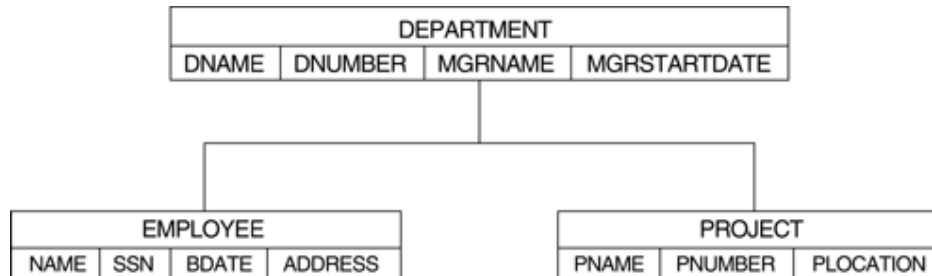 DEPARTMENT
DNAME DNUMBER MGRNAME MGRSTARTDATE
EMPLOYEE
NAME SSN BDATE ADDRESS
PROJECT
PNAME PNUMBER PLOCATION